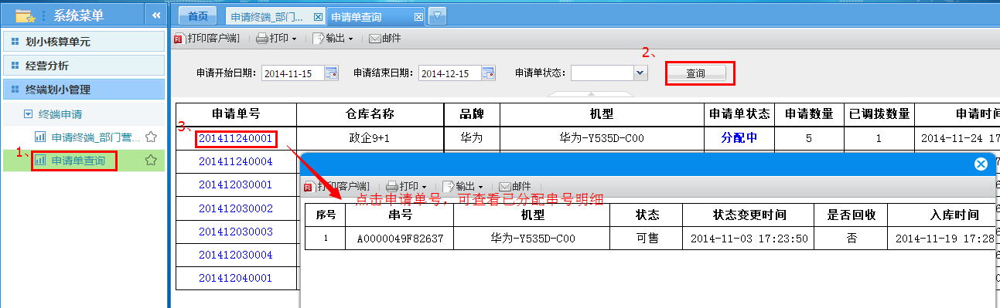 系统菜单 «
首页 申请终端_部门... 申请单查询
划小核算单元
经营分析
终端划小管理
终端申请
申请终端_部门营...
1、
申请单查询
打印[客户端] 打印 输出 邮件
2、
申请开始日期: 2014-11-15 申请结束日期: 2014-12-15 申请单状态: 查询
申请单号 仓库名称 品牌 机型 申请单状态 申请数量 已调拨数量 申请时间
3、
201411240001 政企9+1 华为 华为-Y535D-C00 分配中 5 1 2014-11-24 17
201411240004
201412030001
201412030002
201412030003
201412030004
201412040001
打印[客户端] 打印 输出 邮件
点击申请单号,可查看已分配串号明细
序号 串号 机型 状态 状态变更时间 是否回收 入库时间
1 A0000049F82637 华为-Y535D-C00 可售 2014-11-03 17:23:50 否 2014-11-19 17:28